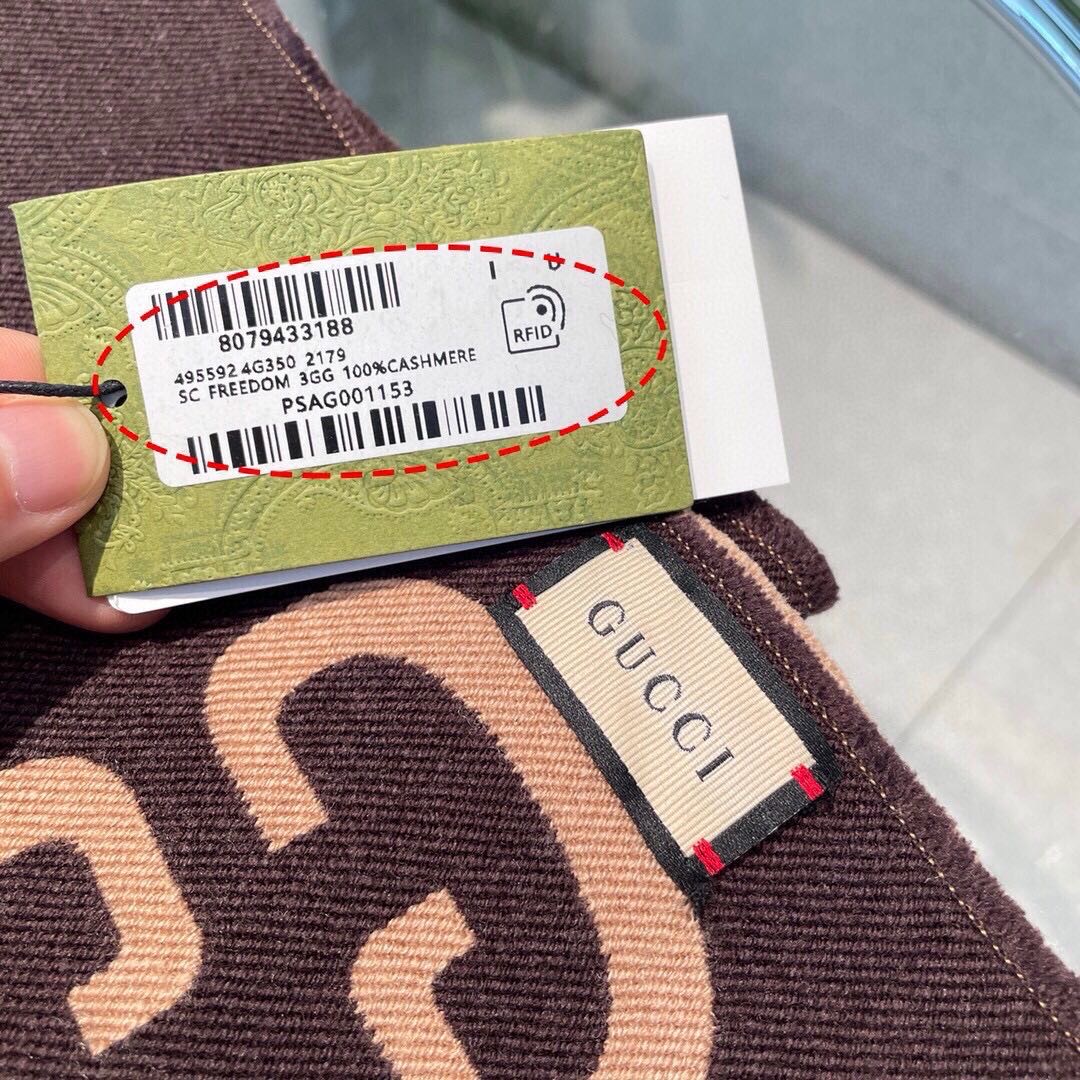 8079433188
RFID
495592 4G350 2179
SC FREEDOM 3GG 100%CASHMERE
PSAG001153
GUCCI